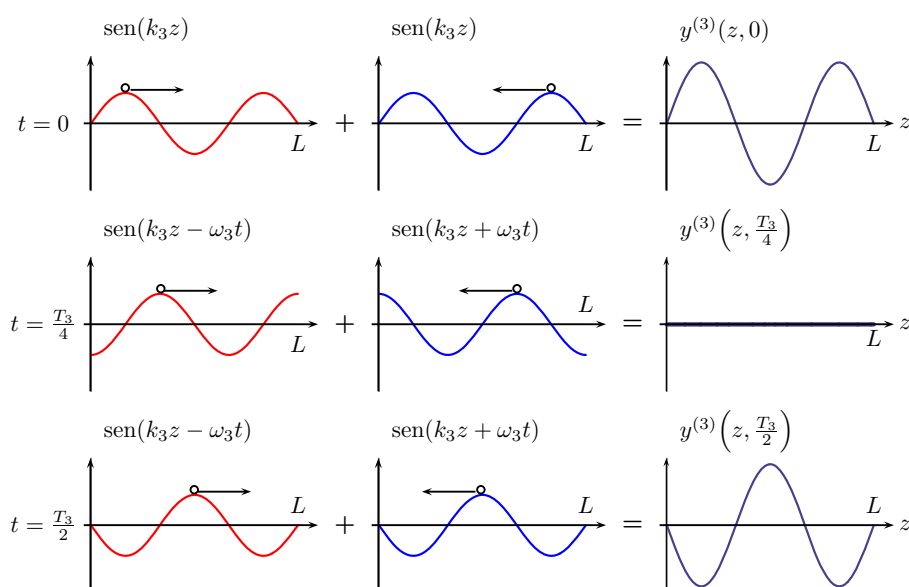 sen(k₃z) sen(k₃z) y⁽³⁾(z, 0)
t = 0 + = z
L L L
sen(k₃z − ω₃t) sen(k₃z + ω₃t) y⁽³⁾(z, T₃/4)
t = T₃/4 + = z
L L L
sen(k₃z − ω₃t) sen(k₃z + ω₃t) y⁽³⁾(z, T₃/2)
L L L
t = T₃/2 + = z